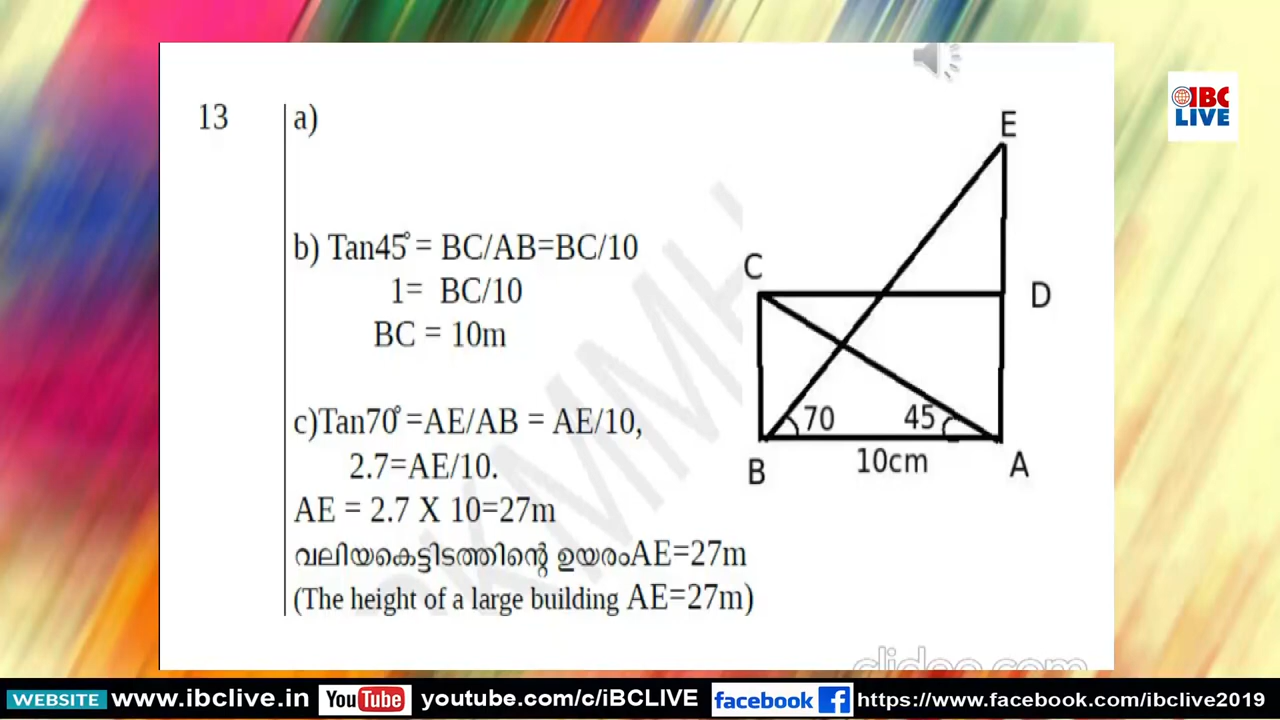 13
a)
E
b) Tan45° = BC/AB=BC/10
1= BC/10
BC = 10m
C
D
c)Tan70° =AE/AB = AE/10,
2.7=AE/10.
AE = 2.7 X 10=27m
വലിയകെട്ടിടത്തിന്റെ ഉയരംAE=27m
(The height of a large building AE=27m)
70
45
B
10cm
A
IBC
LIVE
WEBSITE www.ibclive.in YouTube youtube.com/c/iBCLIVE facebook f https://www.facebook.com/ibclive2019